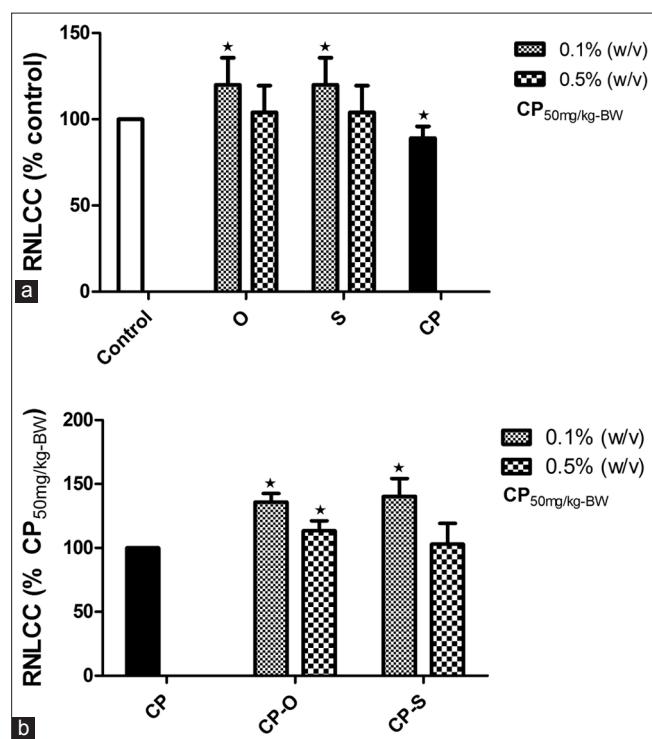 150
100
50
0
RNLCC (% control)
Control
O
S
CP
0.1% (w/v)
0.5% (w/v)
CP50mg/kg-BW
a
200
150
100
50
0
RNLCC (% CP50mg/kg-BW)
CP
CP-O
CP-S
0.1% (w/v)
0.5% (w/v)
CP50mg/kg-BW
b